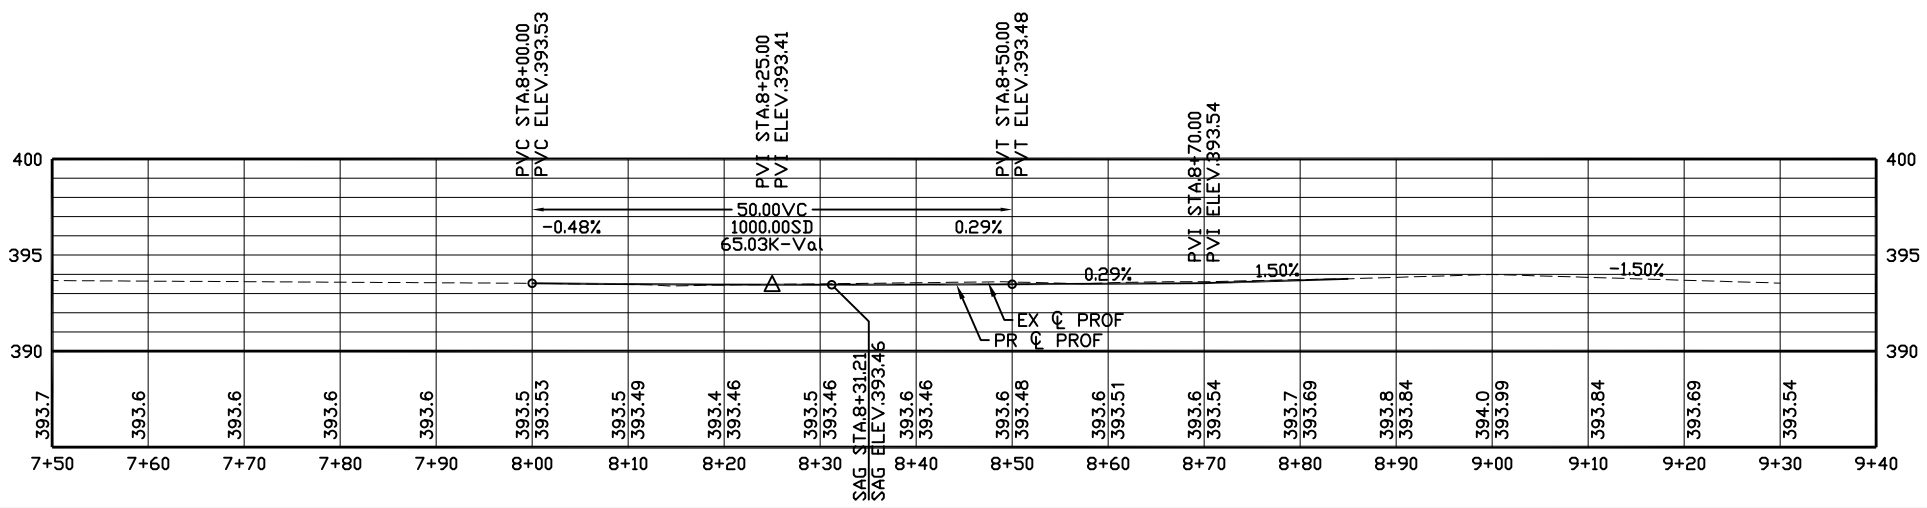 PVC STA.8+00.00
PVC ELEV.393.53
PVI STA.8+25.00
PVI ELEV.393.41
PVT STA.8+50.00
PVT ELEV.393.48
PVI STA.8+70.00
PVI ELEV.393.54
400
400
50.00VC
-0.48%
1000.00SD
0.29%
65.03K-Val
395
395
0.29%
1.50%
-1.50%
EX ℄ PROF
PR ℄ PROF
390
390
SAG STA.8+31.21
SAG ELEV.393.46
393.7
393.6
393.6
393.6
393.6
393.5
393.53
393.5
393.49
393.4
393.46
393.5
393.46
393.6
393.46
393.6
393.48
393.6
393.51
393.6
393.54
393.7
393.69
393.8
393.84
394.0
393.99
393.84
393.69
393.54
7+50 7+60 7+70 7+80 7+90 8+00 8+10 8+20 8+30 8+40 8+50 8+60 8+70 8+80 8+90 9+00 9+10 9+20 9+30 9+40